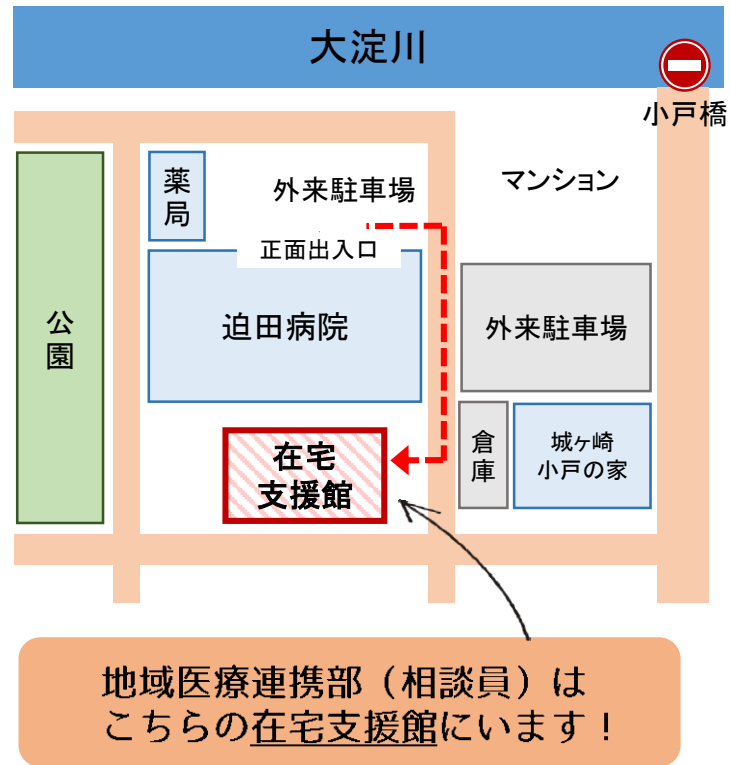 大淀川
小戸橋
薬
局
外来駐車場
マンション
正面出入口
公
園
迫田病院
外来駐車場
在宅
支援館
倉
庫
城ヶ崎
小戸の家
地域医療連携部（相談員）は
こちらの在宅支援館にいます！